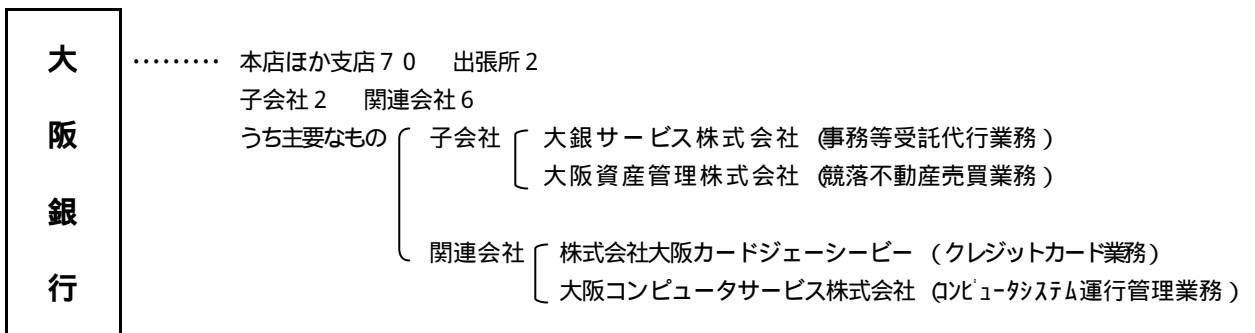 大阪銀行
……… 本店ほか支店７０ 出張所２
子会社２ 関連会社６
うち主要なもの
子会社
大銀サービス株式会社 (事務等受託代行業務)
大阪資産管理株式会社 (競落不動産売買業務)
関連会社
株式会社大阪カードジェーシービー (クレジットカード業務)
大阪コンピュータサービス株式会社 (ｺﾝﾋﾟｭｰﾀｼｽﾃﾑ運行管理業務)